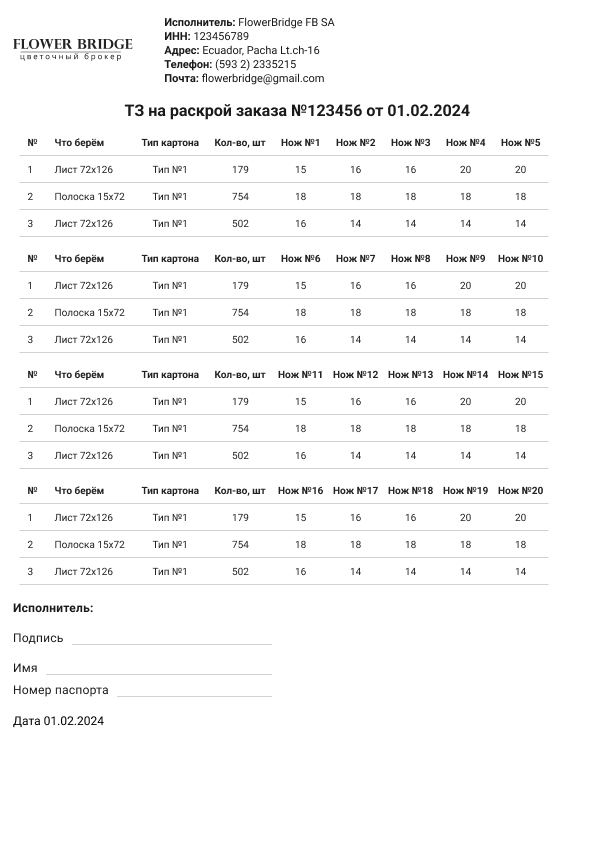 FLOWER BRIDGE
цветочный брокер
Исполнитель: FlowerBridge FB SA
ИНН: 123456789
Адрес: Ecuador, Pacha Lt.ch-16
Телефон: (593 2) 2335215
Почта: flowerbridge@gmail.com
ТЗ на раскрой заказа №123456 от 01.02.2024
№ Что берём Тип картона Кол-во, шт Нож №1 Нож №2 Нож №3 Нож №4 Нож №5
1 Лист 72x126 Тип №1 179 15 16 16 20 20
2 Полоска 15x72 Тип №1 754 18 18 18 18 18
3 Лист 72x126 Тип №1 502 16 14 14 14 14
№ Что берём Тип картона Кол-во, шт Нож №6 Нож №7 Нож №8 Нож №9 Нож №10
1 Лист 72x126 Тип №1 179 15 16 16 20 20
2 Полоска 15x72 Тип №1 754 18 18 18 18 18
3 Лист 72x126 Тип №1 502 16 14 14 14 14
№ Что берём Тип картона Кол-во, шт Нож №11 Нож №12 Нож №13 Нож №14 Нож №15
1 Лист 72x126 Тип №1 179 15 16 16 20 20
2 Полоска 15x72 Тип №1 754 18 18 18 18 18
3 Лист 72x126 Тип №1 502 16 14 14 14 14
№ Что берём Тип картона Кол-во, шт Нож №16 Нож №17 Нож №18 Нож №19 Нож №20
1 Лист 72x126 Тип №1 179 15 16 16 20 20
2 Полоска 15x72 Тип №1 754 18 18 18 18 18
3 Лист 72x126 Тип №1 502 16 14 14 14 14
Исполнитель:
Подпись
Имя
Номер паспорта
Дата 01.02.2024